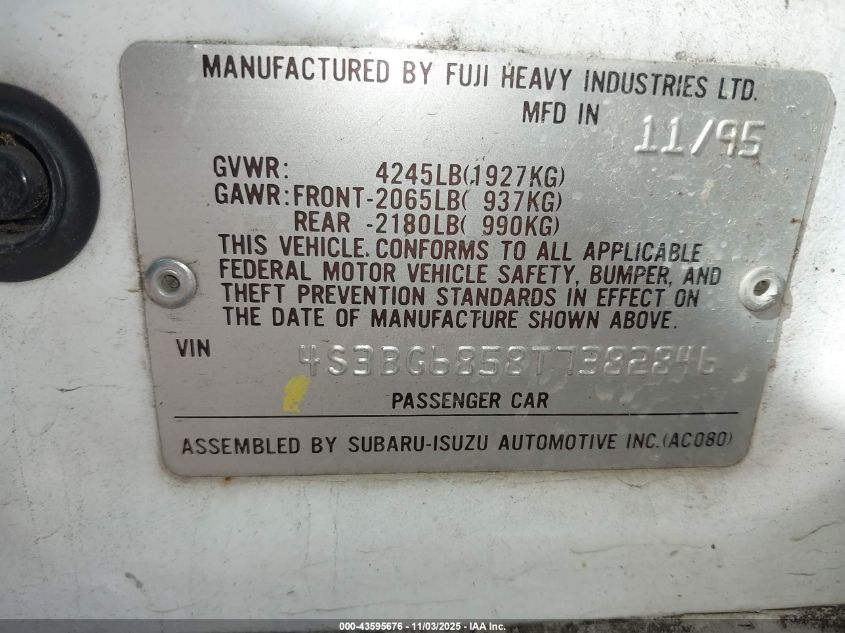 MANUFACTURED BY FUJI HEAVY INDUSTRIES LTD.
MFD IN 11/95
GVWR: 4245LB(1927KG)
GAWR:FRONT-2065LB( 937KG)
REAR -2180LB( 990KG)
THIS VEHICLE CONFORMS TO ALL APPLICABLE
FEDERAL MOTOR VEHICLE SAFETY, BUMPER, AND
THEFT PREVENTION STANDARDS IN EFFECT ON
THE DATE OF MANUFACTURE SHOWN ABOVE.
VIN 4S3BG6858T7382846
PASSENGER CAR
ASSEMBLED BY SUBARU-ISUZU AUTOMOTIVE INC.(AC080)
000-43595676 - 11/03/2025 - IAA Inc.